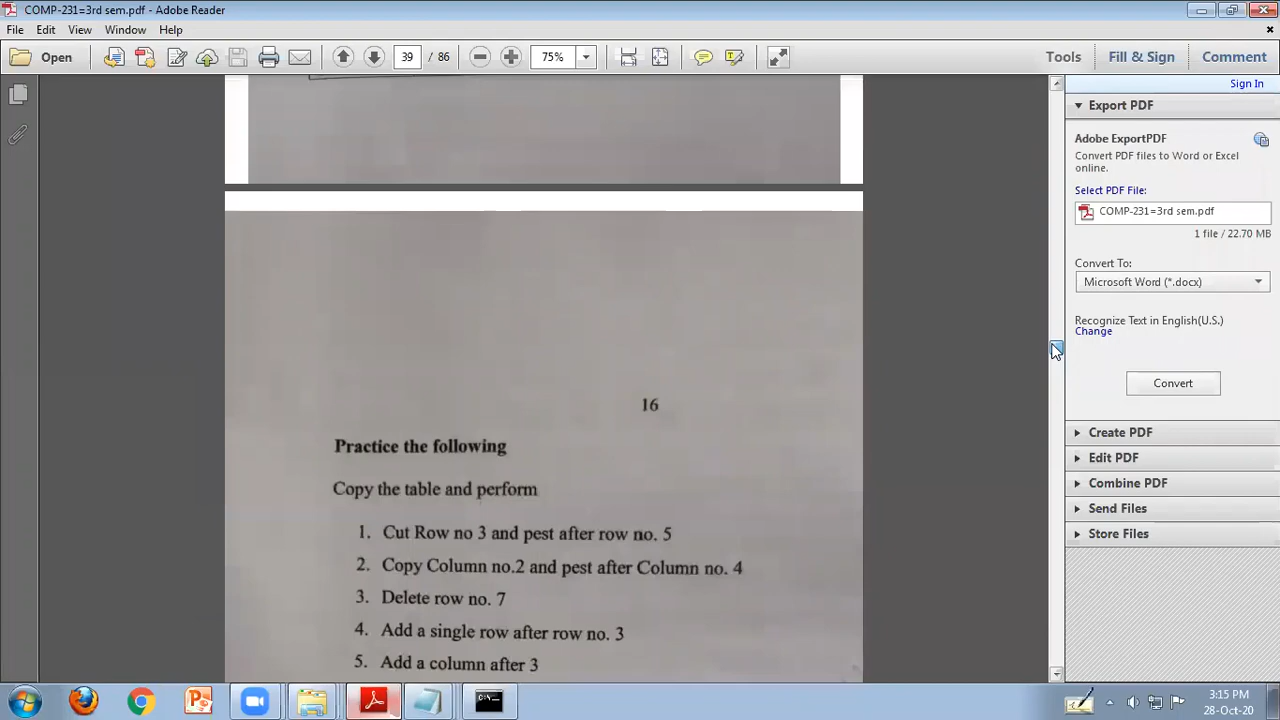 COMP-231=3rd sem.pdf - Adobe Reader
File Edit View Window Help
Open 39 / 86 75% Tools Fill & Sign Comment
Sign In
Export PDF
Adobe ExportPDF
Convert PDF files to Word or Excel
online.
Select PDF File:
COMP-231=3rd sem.pdf
1 file / 22.70 MB
Convert To:
Microsoft Word (*.docx)
Recognize Text in English(U.S.)
Change
Convert
Create PDF
Edit PDF
Combine PDF
Send Files
Store Files
16
Practice the following
Copy the table and perform
1. Cut Row no 3 and pest after row no. 5
2. Copy Column no.2 and pest after Column no. 4
3. Delete row no. 7
4. Add a single row after row no. 3
5. Add a column after 3
3:15 PM
28-Oct-20